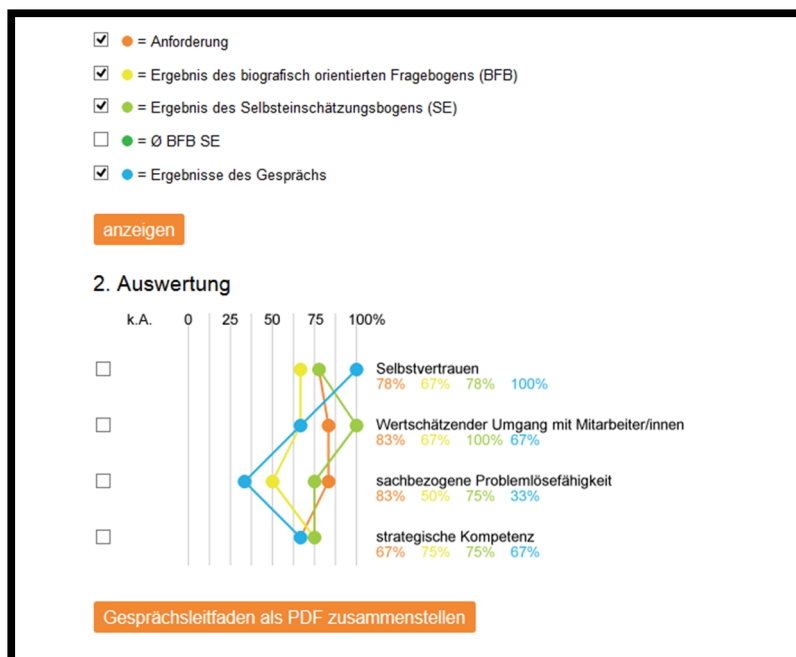 = Anforderung
= Ergebnis des biografisch orientierten Fragebogens (BFB)
= Ergebnis des Selbsteinschätzungsbogens (SE)
= Ø BFB SE
= Ergebnisse des Gesprächs
anzeigen
2. Auswertung
k.A. 0 25 50 75 100%
Selbstvertrauen
78% 67% 78% 100%
Wertschätzender Umgang mit Mitarbeiter/innen
83% 67% 100% 67%
sachbezogene Problemlösefähigkeit
83% 50% 75% 33%
strategische Kompetenz
67% 75% 75% 67%
Gesprächsleitfaden als PDF zusammenstellen